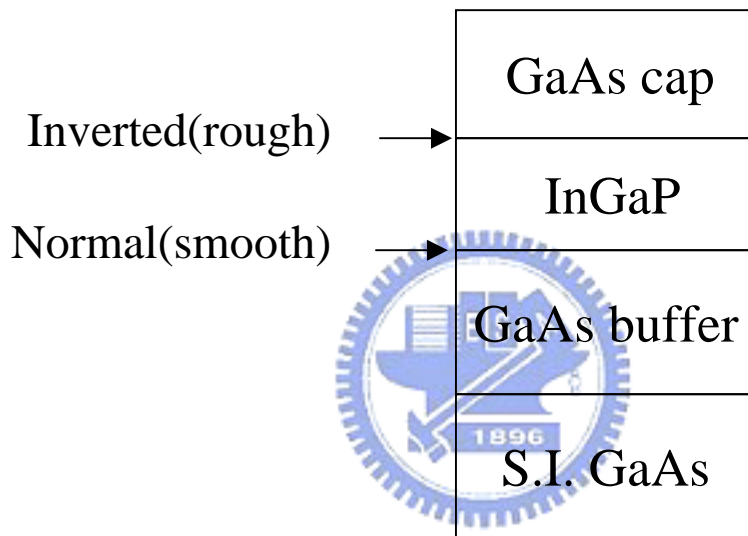 GaAs cap
Inverted(rough)
InGaP
Normal(smooth)
GaAs buffer
1896
S.I. GaAs